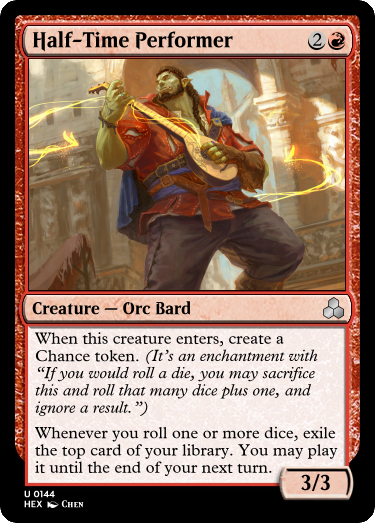 Half-Time Performer 2
Creature — Orc Bard
When this creature enters, create a
Chance token. (It's an enchantment with
“If you would roll a die, you may sacrifice
this and roll that many dice plus one, and
ignore a result.”)
Whenever you roll one or more dice, exile
the top card of your library. You may play
it until the end of your next turn.
3/3
U 0144
HEX Chen